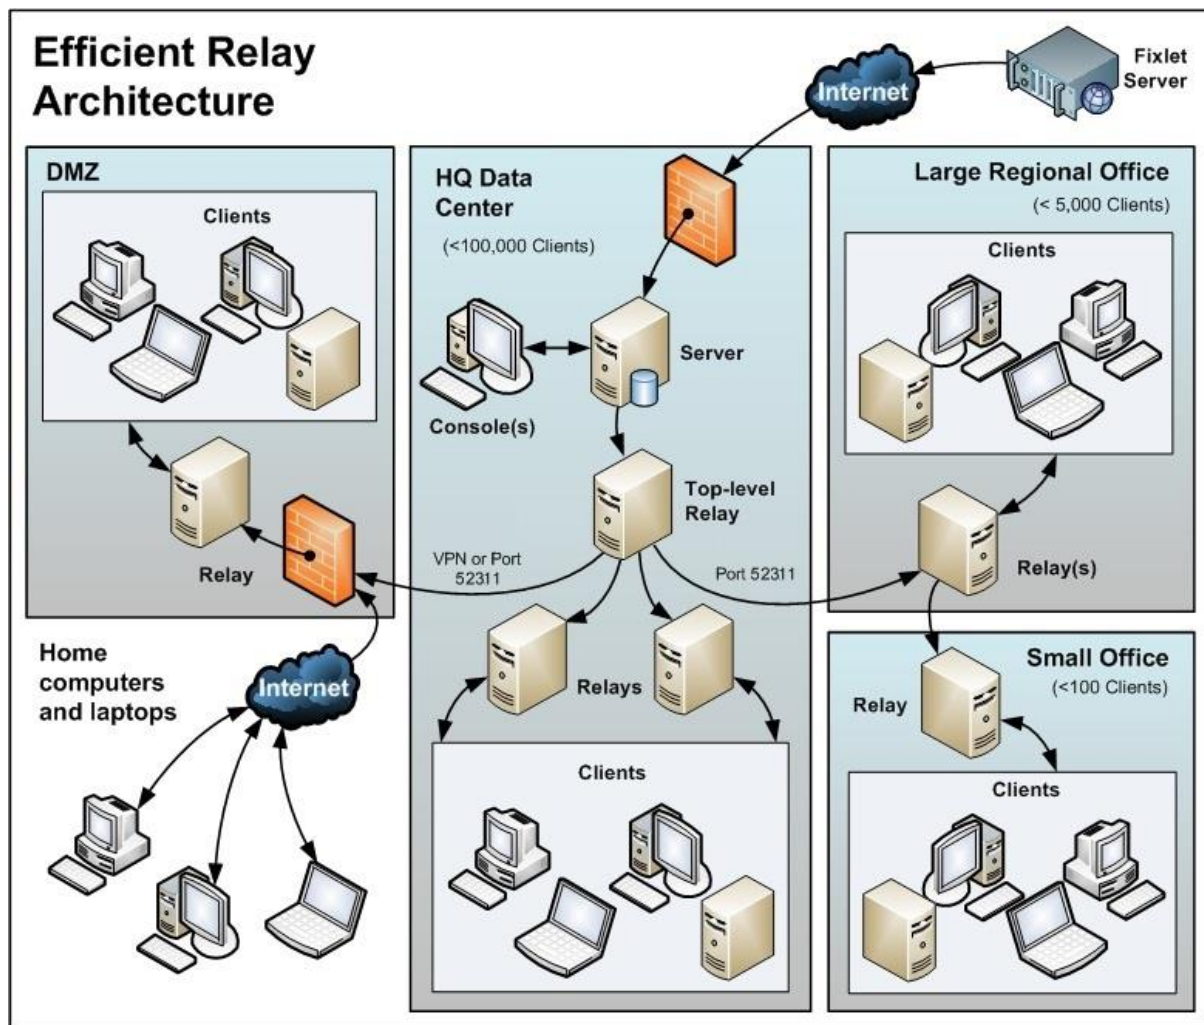 Efficient Relay
Architecture
Fixlet
Server
Internet
DMZ
Clients
Relay
HQ Data
Center
(<100,000 Clients)
Server
Console(s)
Top-level
Relay
VPN or Port
52311
Port 52311
Relays
Clients
Large Regional Office
(< 5,000 Clients)
Clients
Relay(s)
Small Office
(<100 Clients)
Relay
Clients
Home
computers
and laptops
Internet